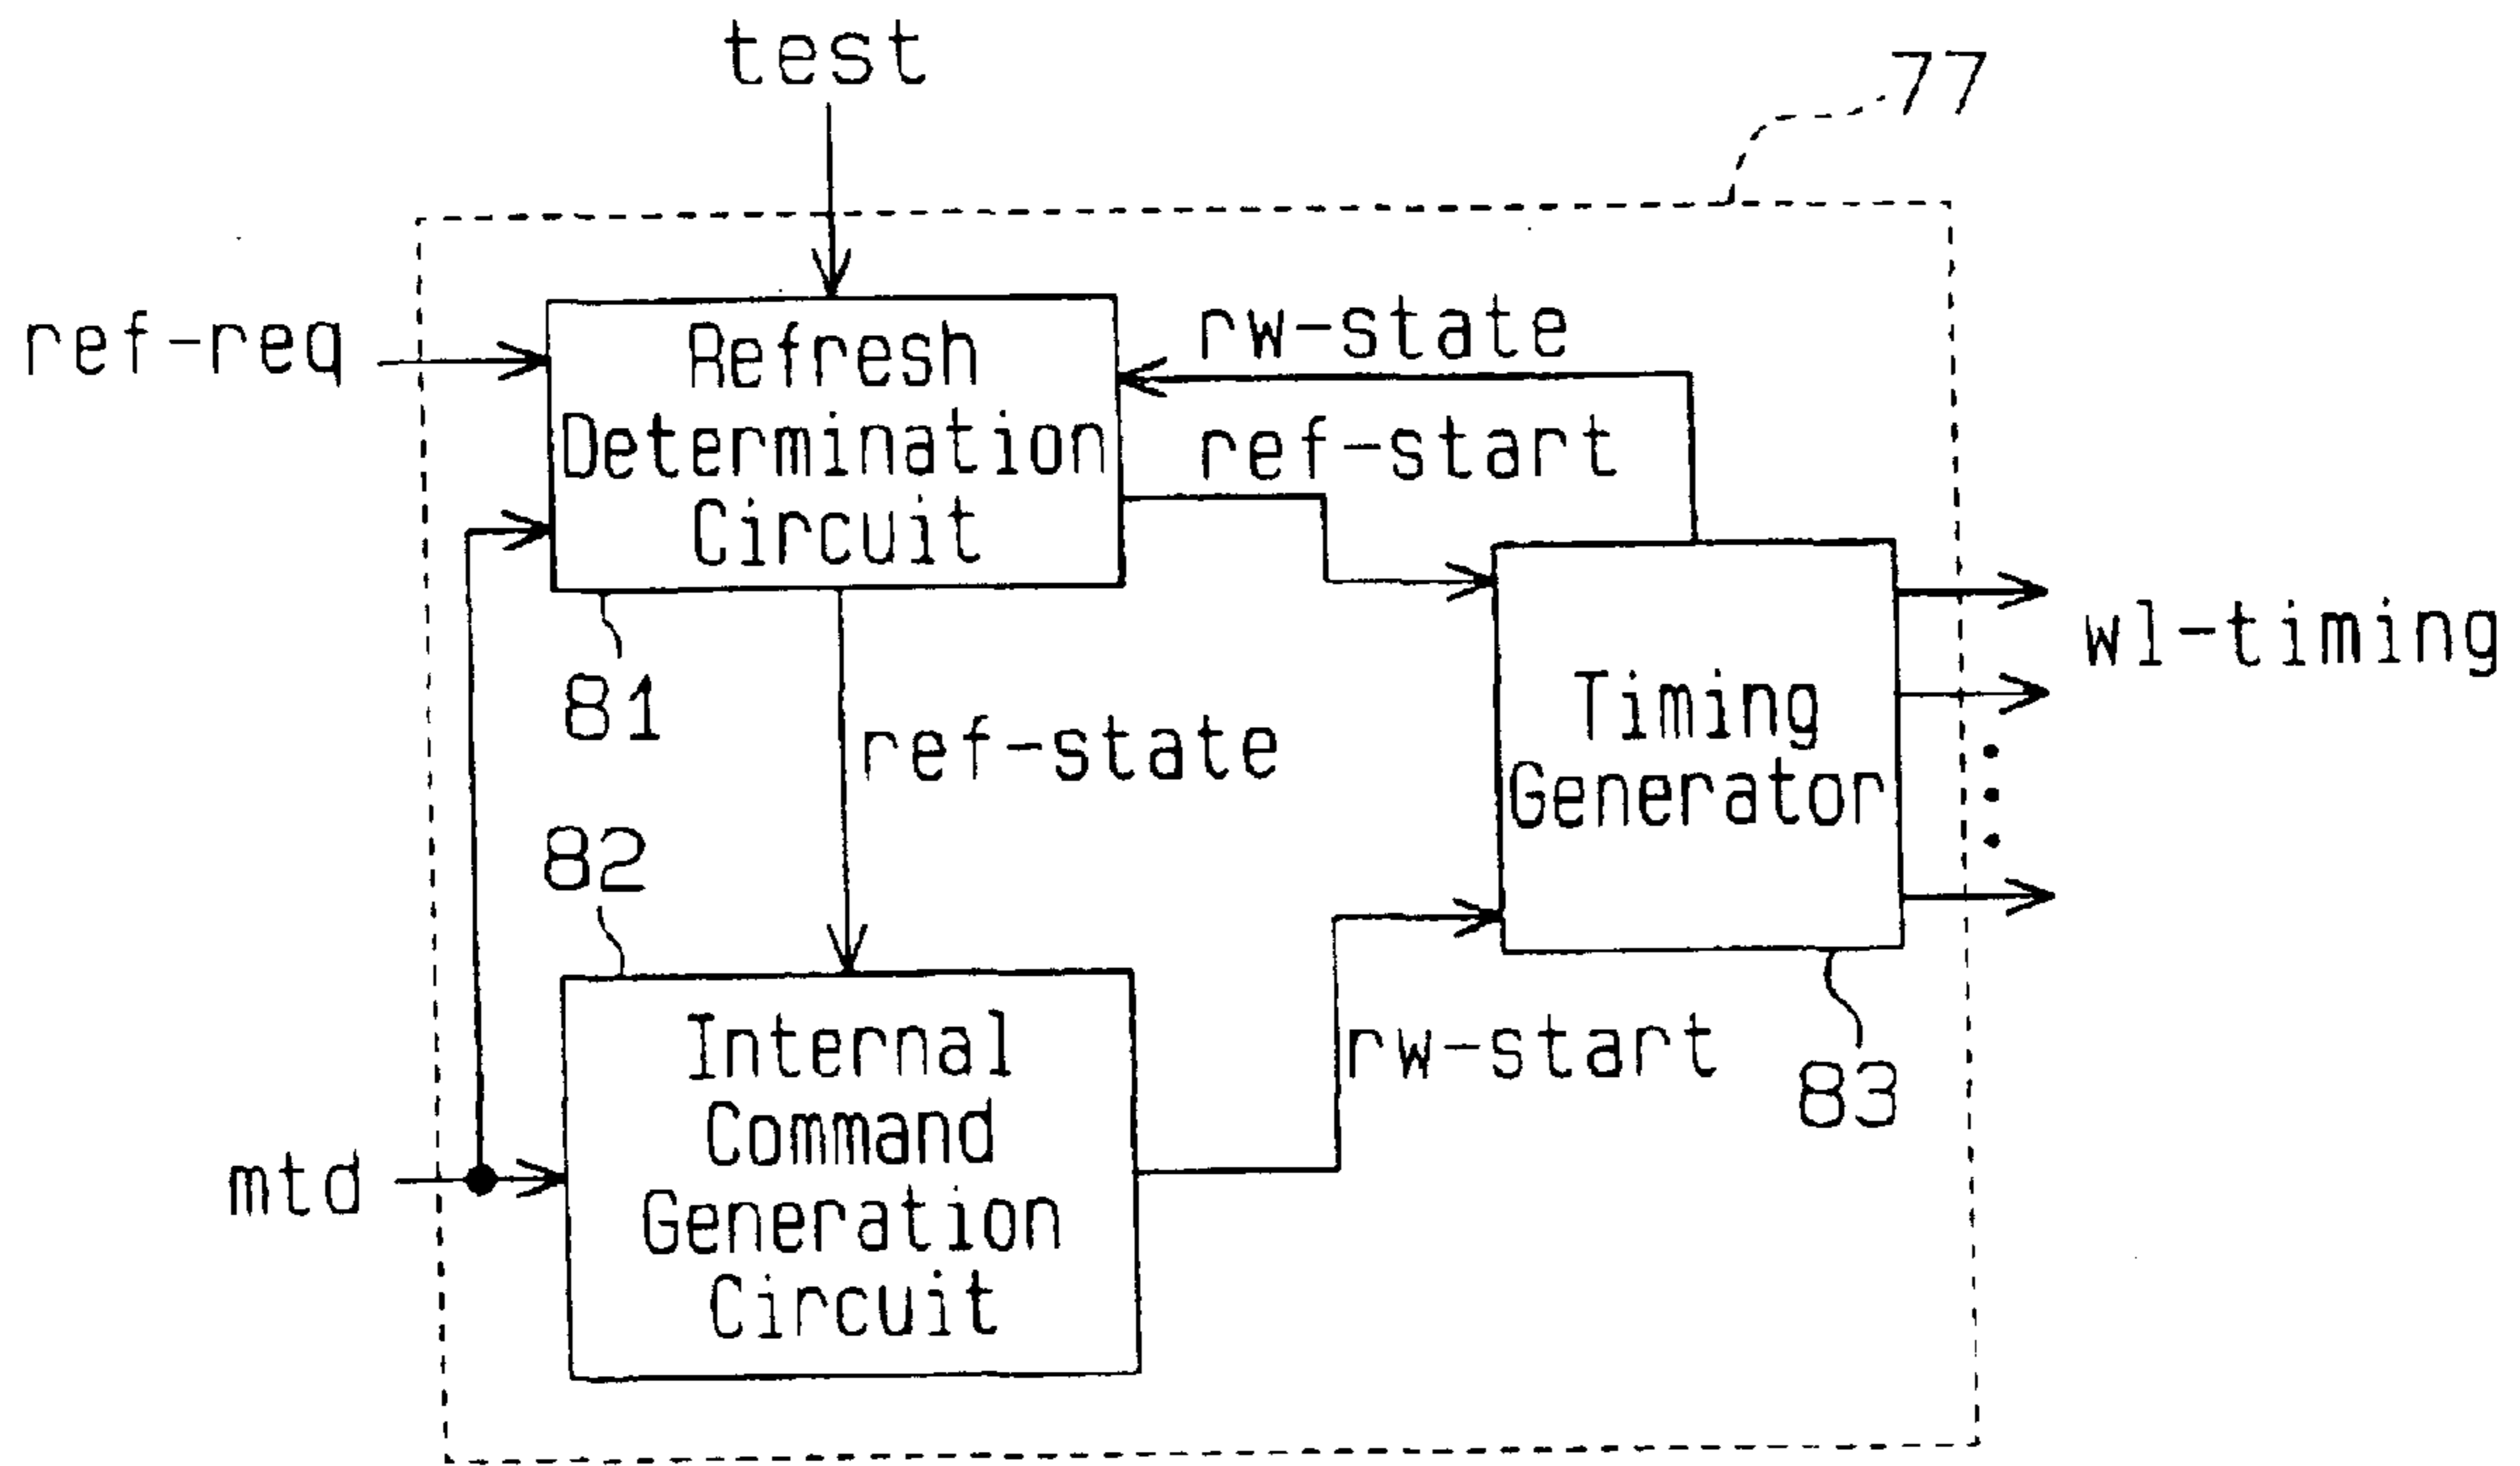 test
77
ref-req
Refresh
Determination
Circuit
rw-state
ref-start
wl-timing
81
ref-state
Timing
Generator
82
Internal
Command
Generation
Circuit
rw-start
83
mtd